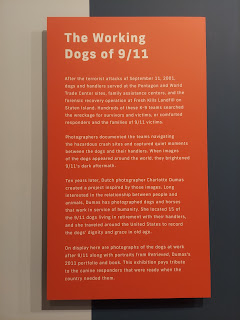 The Working
Dogs of 9/11
After the terrorist attacks of September 11, 2001,
dogs and handlers served at the Pentagon and World
Trade Center sites, family assistance centers, and the
forensic recovery operation at Fresh Kills Landfill on
Staten Island. Hundreds of these K-9 teams searched
the wreckage for survivors and victims, or comforted
responders and the families of 9/11 victims.
Photographers documented the teams navigating
the hazardous crash sites and captured quiet moments
between the dogs and their handlers. When images
of the dogs appeared around the world, they brightened
9/11's dark aftermath.
Ten years later, Dutch photographer Charlotte Dumas
created a project inspired by those images. Long
interested in the relationship between people and
animals, Dumas has photographed dogs and horses
that work in service of humanity. She located 15 of
the 9/11 dogs living in retirement with their handlers,
and she traveled around the United States to record
the dogs' dignity and grace in old age.
On display here are photographs of the dogs at work
after 9/11 along with portraits from Retrieved, Dumas's
2011 portfolio and book. This exhibition pays tribute
to the canine responders that were ready when the
country needed them.